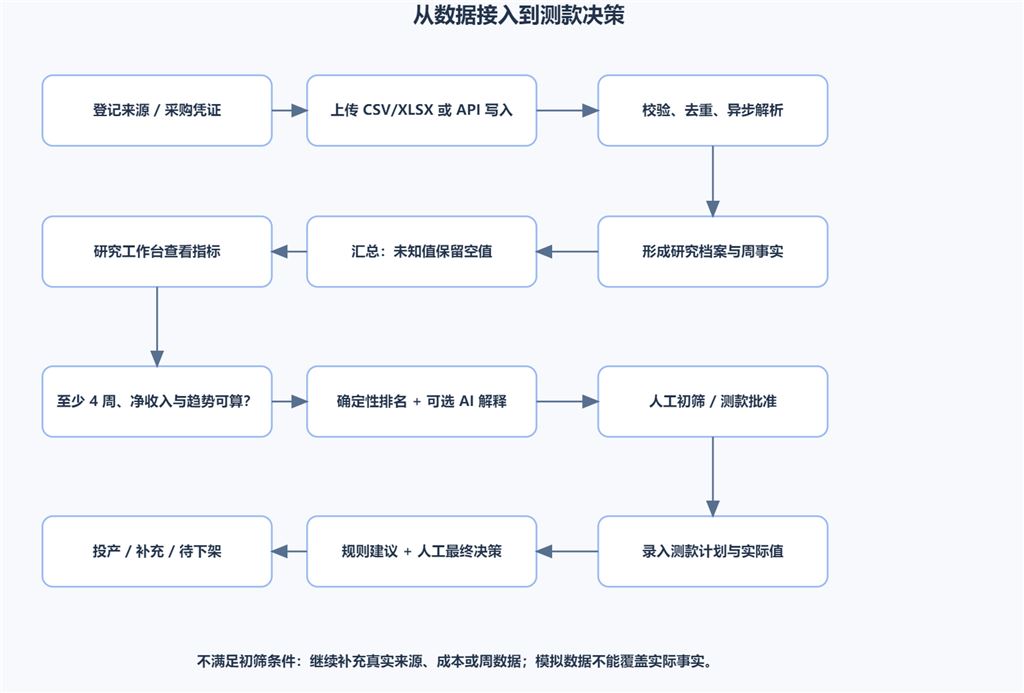 从数据接入到测款决策
登记来源 / 采购凭证
上传 CSV/XLSX 或 API 写入
校验、去重、异步解析
研究工作台查看指标
汇总：未知值保留空值
形成研究档案与周事实
至少 4 周、净收入与趋势可算？
确定性排名 + 可选 AI 解释
人工初筛 / 测款批准
投产 / 补充 / 待下架
规则建议 + 人工最终决策
录入测款计划与实际值
不满足初筛条件：继续补充真实来源、成本或周数据；模拟数据不能覆盖实际事实。